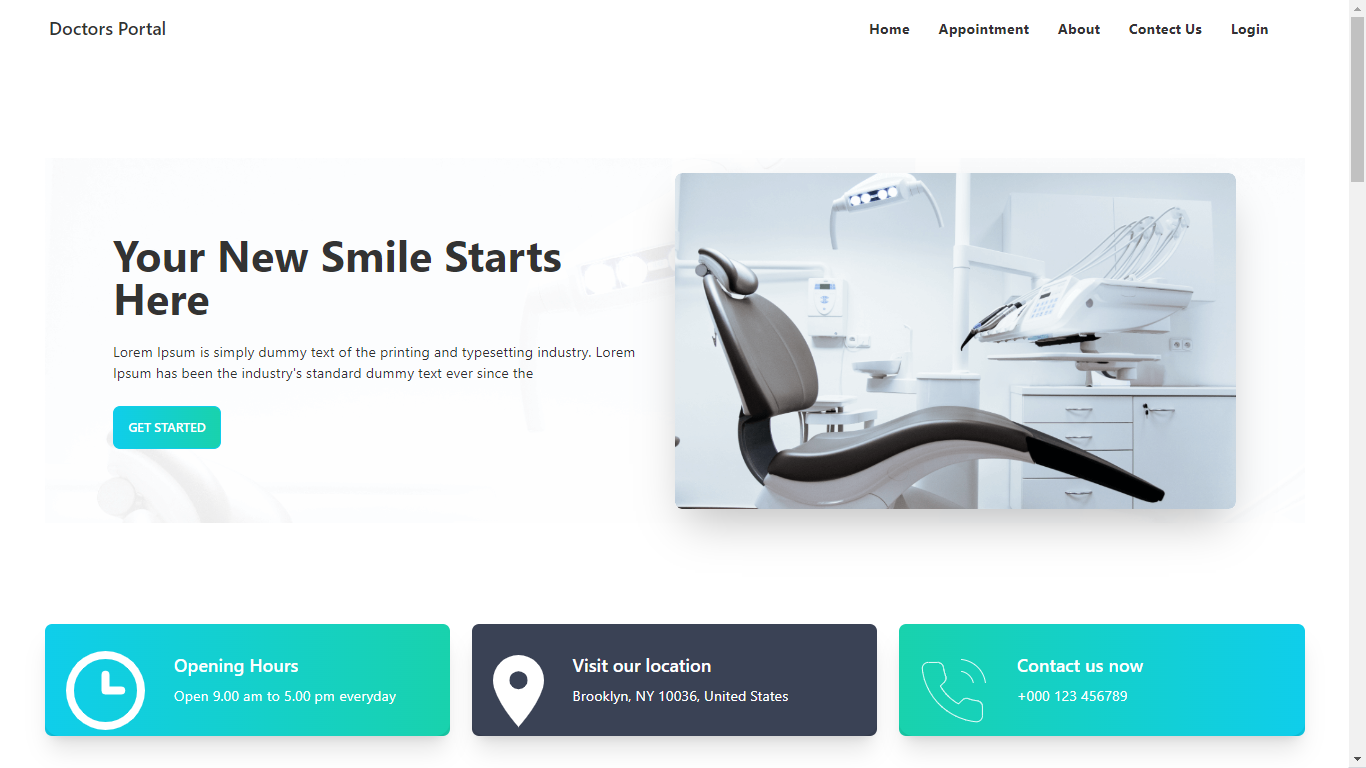 Doctors Portal
Home Appointment About Contect Us Login
Your New Smile Starts
Here
Lorem Ipsum is simply dummy text of the printing and typesetting industry. Lorem
Ipsum has been the industry's standard dummy text ever since the
GET STARTED
Opening Hours
Open 9.00 am to 5.00 pm everyday
Visit our location
Brooklyn, NY 10036, United States
Contact us now
+000 123 456789